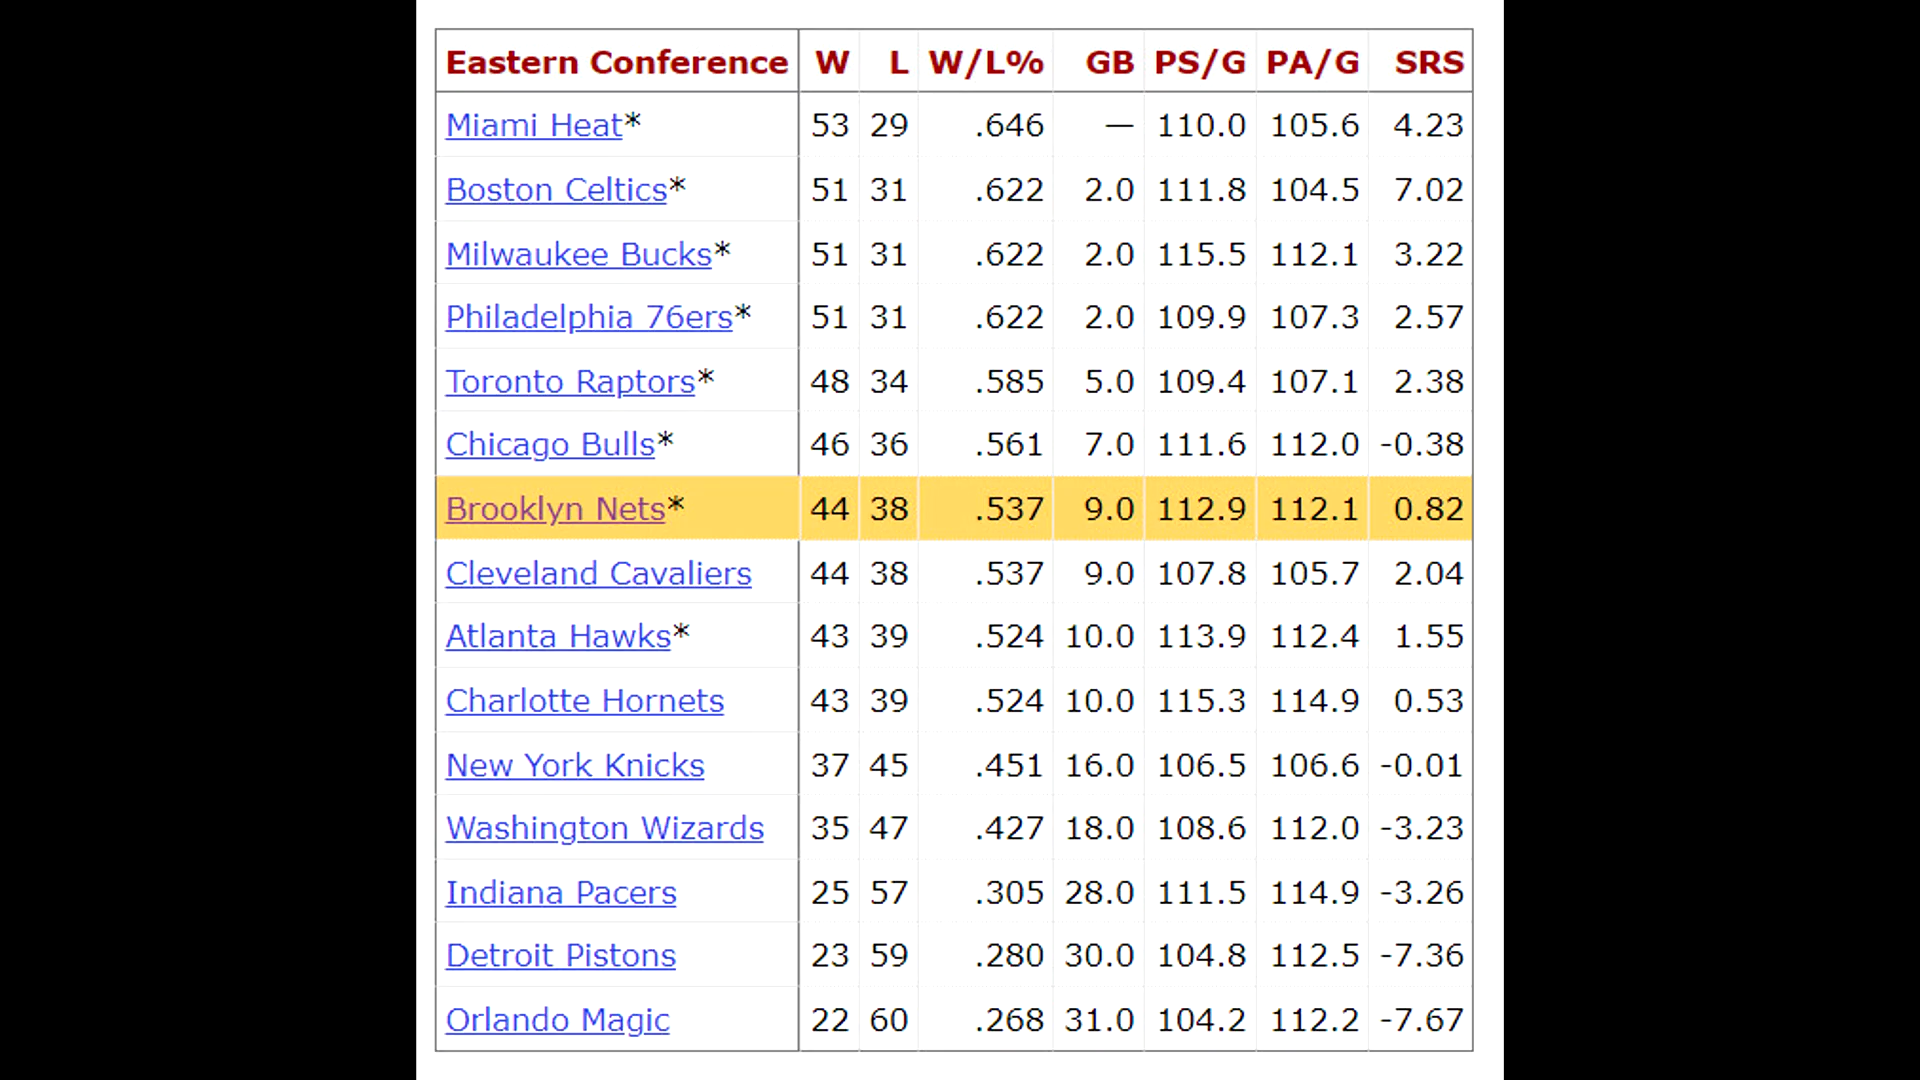 Eastern Conference W L W/L% GB PS/G PA/G SRS
Miami Heat* 53 29 .646 — 110.0 105.6 4.23
Boston Celtics* 51 31 .622 2.0 111.8 104.5 7.02
Milwaukee Bucks* 51 31 .622 2.0 115.5 112.1 3.22
Philadelphia 76ers* 51 31 .622 2.0 109.9 107.3 2.57
Toronto Raptors* 48 34 .585 5.0 109.4 107.1 2.38
Chicago Bulls* 46 36 .561 7.0 111.6 112.0 -0.38
Brooklyn Nets* 44 38 .537 9.0 112.9 112.1 0.82
Cleveland Cavaliers 44 38 .537 9.0 107.8 105.7 2.04
Atlanta Hawks* 43 39 .524 10.0 113.9 112.4 1.55
Charlotte Hornets 43 39 .524 10.0 115.3 114.9 0.53
New York Knicks 37 45 .451 16.0 106.5 106.6 -0.01
Washington Wizards 35 47 .427 18.0 108.6 112.0 -3.23
Indiana Pacers 25 57 .305 28.0 111.5 114.9 -3.26
Detroit Pistons 23 59 .280 30.0 104.8 112.5 -7.36
Orlando Magic 22 60 .268 31.0 104.2 112.2 -7.67